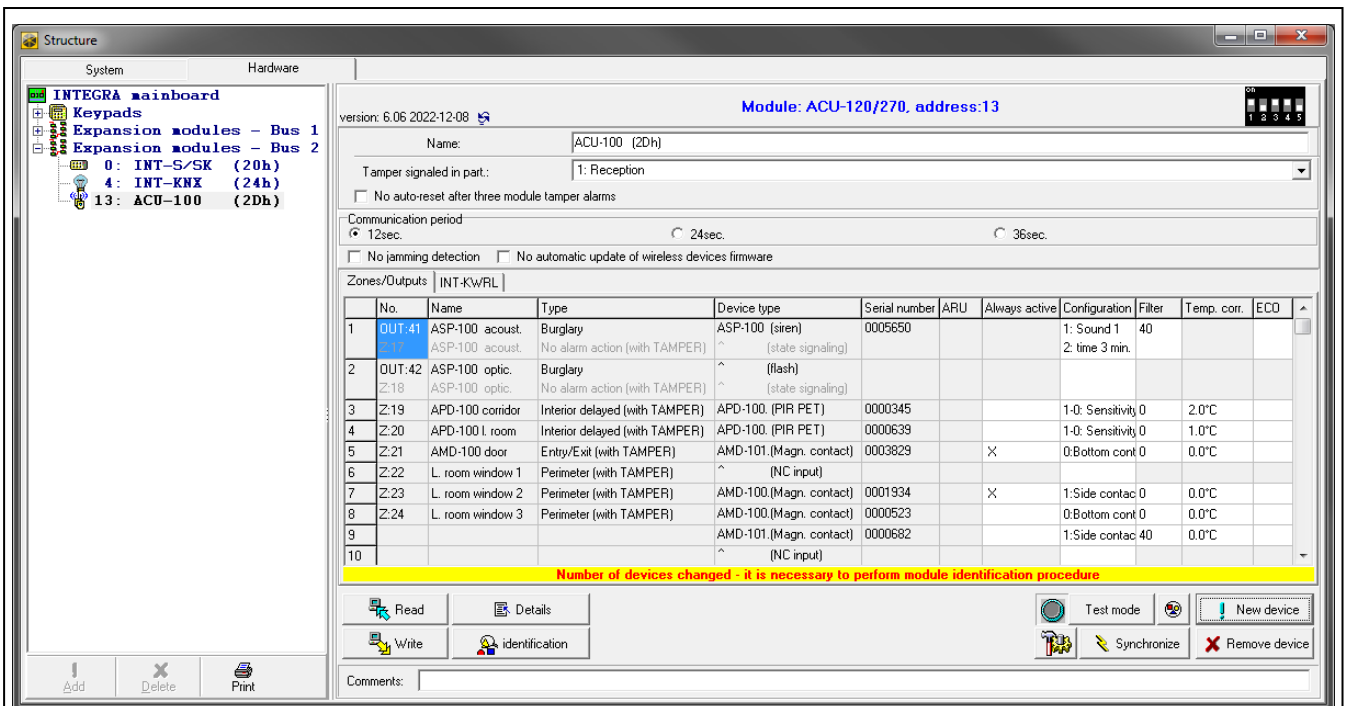 Structure
System Hardware
INTEGRA mainboard
Keypads
Expansion modules - Bus 1
Expansion modules - Bus 2
0: INT-S/SK (20h)
4: INT-KNX (24h)
13: ACU-100 (2Dh)
Add Delete Print
Module: ACU-120/270, address:13
on
1 2 3 4 5
version: 6.06 2022-12-08
Name: ACU-100 (2Dh)
Tamper signaled in part.: 1: Reception
No auto-reset after three module tamper alarms
Communication period
12sec. 24sec. 36sec.
No jamming detection No automatic update of wireless devices firmware
Zones/Outputs INT-KWRL
No. Name Type Device type Serial number ARU Always active Configuration Filter Temp. corr. ECO
1 OUT:41 ASP-100 acoust. Burglary ASP-100 (siren) 0005650 1: Sound 1 40
Z:17 ASP-100 acoust. No alarm action (with TAMPER) ^ (state signaling) 2: time 3 min.
2 OUT:42 ASP-100 optic. Burglary ^ (flash)
Z:18 ASP-100 optic. No alarm action (with TAMPER) ^ (state signaling)
3 Z:19 APD-100 corridor Interior delayed (with TAMPER) APD-100. (PIR PET) 0000345 1-0: Sensitivity 0 2.0°C
4 Z:20 APD-100 l. room Interior delayed (with TAMPER) APD-100. (PIR PET) 0000639 1-0: Sensitivity 0 1.0°C
5 Z:21 AMD-100 door Entry/Exit (with TAMPER) AMD-101.(Magn. contact) 0003829 X 0:Bottom cont 0 0.0°C
6 Z:22 L. room window 1 Perimeter (with TAMPER) ^ (NC input)
7 Z:23 L. room window 2 Perimeter (with TAMPER) AMD-100.(Magn. contact) 0001934 X 1:Side contac 0 0.0°C
8 Z:24 L. room window 3 Perimeter (with TAMPER) AMD-100.(Magn. contact) 0000523 0:Bottom cont 0 0.0°C
9 AMD-101.(Magn. contact) 0000682 1:Side contac 40 0.0°C
10 ^ (NC input)
Number of devices changed - it is necessary to perform module identification procedure
Read Details Test mode New device
Write identification Synchronize Remove device
Comments: